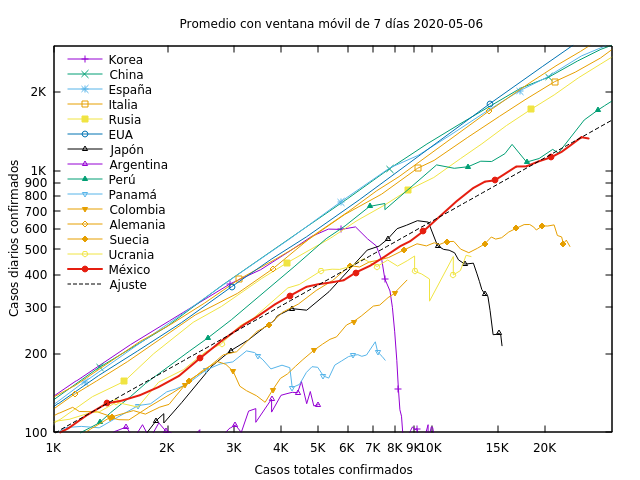 Promedio con ventana móvil de 7 días 2020-05-06
Korea
China
España
Italia
Rusia
EUA
Japón
Argentina
Perú
Panamá
Colombia
Alemania
Suecia
Ucrania
México
Ajuste
Casos diarios confirmados
2K
1K
900
800
700
600
500
400
300
200
100
1K 2K 3K 4K 5K 6K 7K 8K 9K 10K 15K 20K
Casos totales confirmados